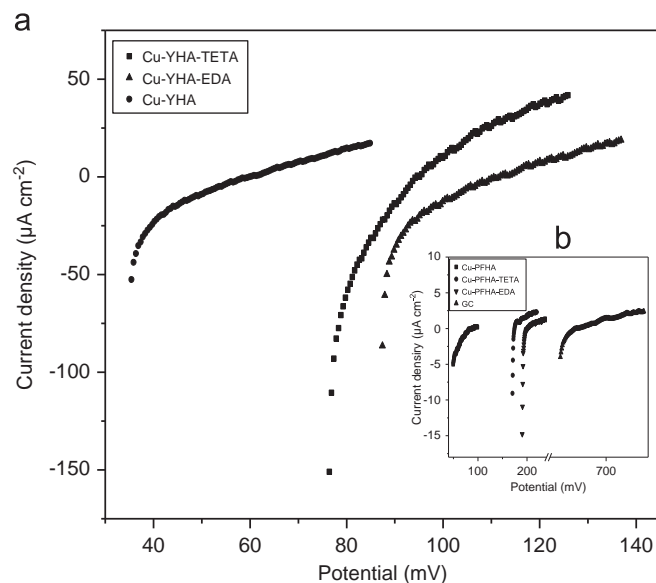 a
Cu-YHA-TETA
Cu-YHA-EDA
Cu-YHA
50
0
-50
-100
-150
Current density (µA cm-2)
40
60
80
100
120
140
Potential (mV)
b
Cu-PFHA
Cu-PFHA-TETA
Cu-PFHA-EDA
GC
10
5
0
-5
-10
-15
Current density (µA cm-2)
100
200
700
Potential (mV)